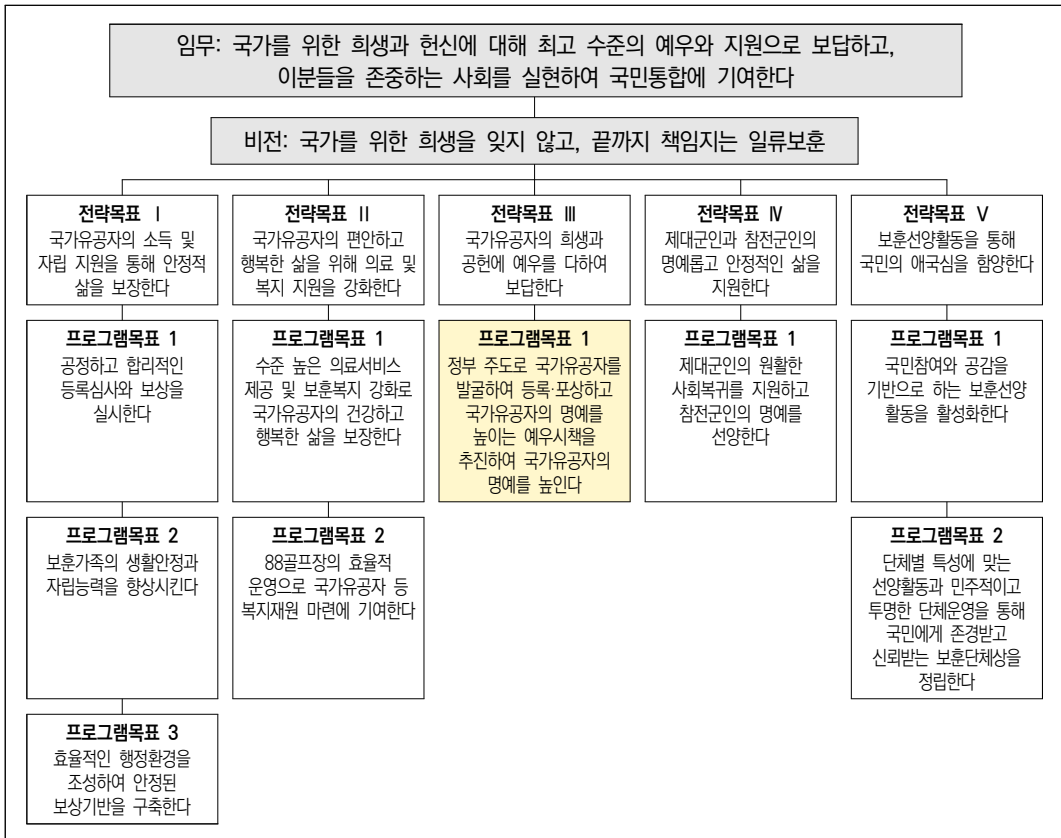 임무: 국가를 위한 희생과 헌신에 대해 최고 수준의 예우와 지원으로 보답하고,
이분들을 존중하는 사회를 실현하여 국민통합에 기여한다
비전: 국가를 위한 희생을 잊지 않고, 끝까지 책임지는 일류보훈
전략목표 Ⅰ
국가유공자의 소득 및
자립 지원을 통해 안정적
삶을 보장한다
전략목표 Ⅱ
국가유공자의 편안하고
행복한 삶을 위해 의료 및
복지 지원을 강화한다
전략목표 Ⅲ
국가유공자의 희생과
공헌에 예우를 다하여
보답한다
전략목표 Ⅳ
제대군인과 참전군인의
명예롭고 안정적인 삶을
지원한다
전략목표 Ⅴ
보훈선양활동을 통해
국민의 애국심을 함양한다
프로그램목표 1
공정하고 합리적인
등록심사와 보상을
실시한다
프로그램목표 1
수준 높은 의료서비스
제공 및 보훈복지 강화로
국가유공자의 건강하고
행복한 삶을 보장한다
프로그램목표 1
정부 주도로 국가유공자를
발굴하여 등록·포상하고
국가유공자의 명예를
높이는 예우시책을
추진하여 국가유공자의
명예를 높인다
프로그램목표 1
제대군인의 원활한
사회복귀를 지원하고
참전군인의 명예를
선양한다
프로그램목표 1
국민참여와 공감을
기반으로 하는 보훈선양
활동을 활성화한다
프로그램목표 2
보훈가족의 생활안정과
자립능력을 향상시킨다
프로그램목표 2
88골프장의 효율적
운영으로 국가유공자 등
복지재원 마련에 기여한다
프로그램목표 2
단체별 특성에 맞는
선양활동과 민주적이고
투명한 단체운영을 통해
국민에게 존경받고
신뢰받는 보훈단체상을
정립한다
프로그램목표 3
효율적인 행정환경을
조성하여 안정된
보상기반을 구축한다